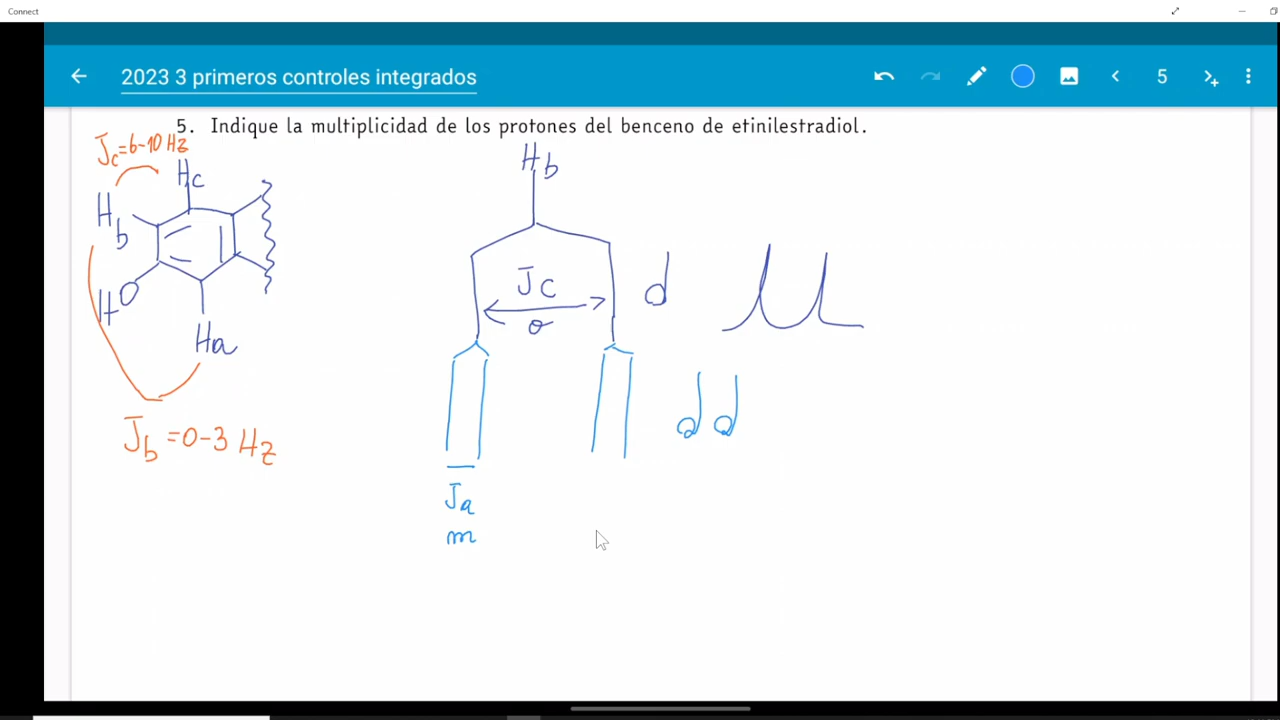 Connect
2023 3 primeros controles integrados
5
5. Indique la multiplicidad de los protones del benceno de etinilestradiol.
Jc=6-10 Hz
Hc
Hb
HO
Ha
Jb=0-3 Hz
Hb
Jc
o
d
dd
Ja
m